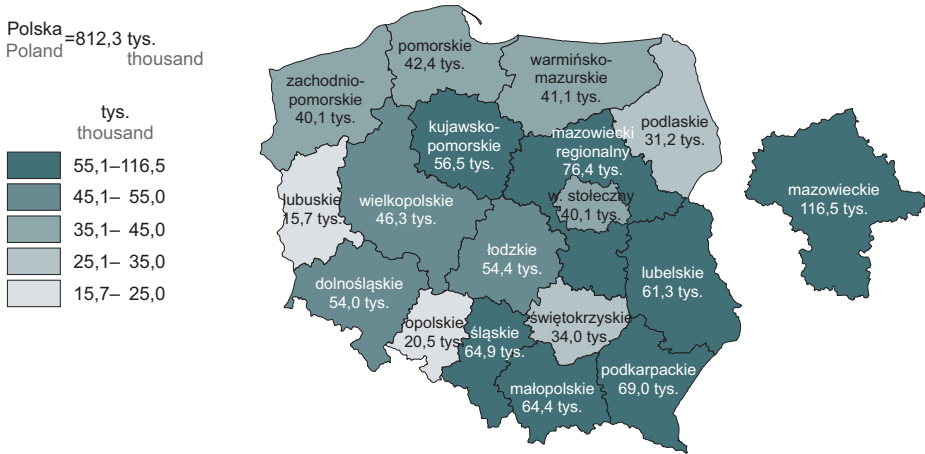 Polska
Poland
=812,3 tys.
thousand
tys.
thousand
55,1–116,5
45,1– 55,0
35,1– 45,0
25,1– 35,0
15,7– 25,0
pomorskie
42,4 tys.
warmińsko-
mazurskie
41,1 tys.
zachodnio-
pomorskie
40,1 tys.
podlaskie
31,2 tys.
kujawsko-
pomorskie
56,5 tys.
mazowiecki
regionalny
76,4 tys.
w. stołeczny
40,1 tys.
mazowieckie
116,5 tys.
lubuskie
15,7 tys.
wielkopolskie
46,3 tys.
łodzkie
54,4 tys.
lubelskie
61,3 tys.
dolnośląskie
54,0 tys.
opolskie
20,5 tys.
śląskie
64,9 tys.
świętokrzyskie
34,0 tys.
małopolskie
64,4 tys.
podkarpackie
69,0 tys.